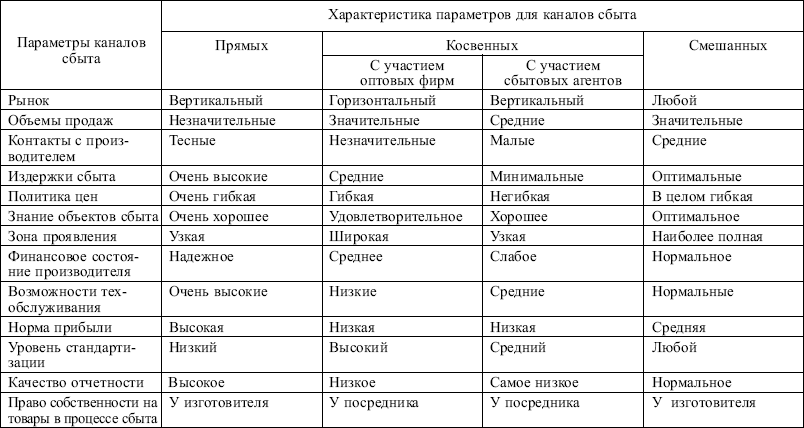 Параметры каналов
сбыта
Характеристика параметров для каналов сбыта
Прямых
Косвенных
Смешанных
С участием
оптовых фирм
С участием
сбытовых агентов
Рынок Вертикальный Горизонтальный Вертикальный Любой
Объемы продаж Незначительные Значительные Средние Значительные
Контакты с произ-
водителем Тесные Незначительные Малые Средние
Издержки сбыта Очень высокие Средние Минимальные Оптимальные
Политика цен Очень гибкая Гибкая Негибкая В целом гибкая
Знание объектов сбыта Очень хорошее Удовлетворительное Хорошее Оптимальное
Зона проявления Узкая Широкая Узкая Наиболее полная
Финансовое состоя-
ние производителя Надежное Среднее Слабое Нормальное
Возможности тех-
обслуживания Очень высокие Низкие Средние Нормальные
Норма прибыли Высокая Низкая Низкая Средняя
Уровень стандарти-
зации Низкий Высокий Средний Любой
Качество отчетности Высокое Низкое Самое низкое Нормальное
Право собственности на
товары в процессе сбыта У изготовителя У посредника У посредника У изготовителя